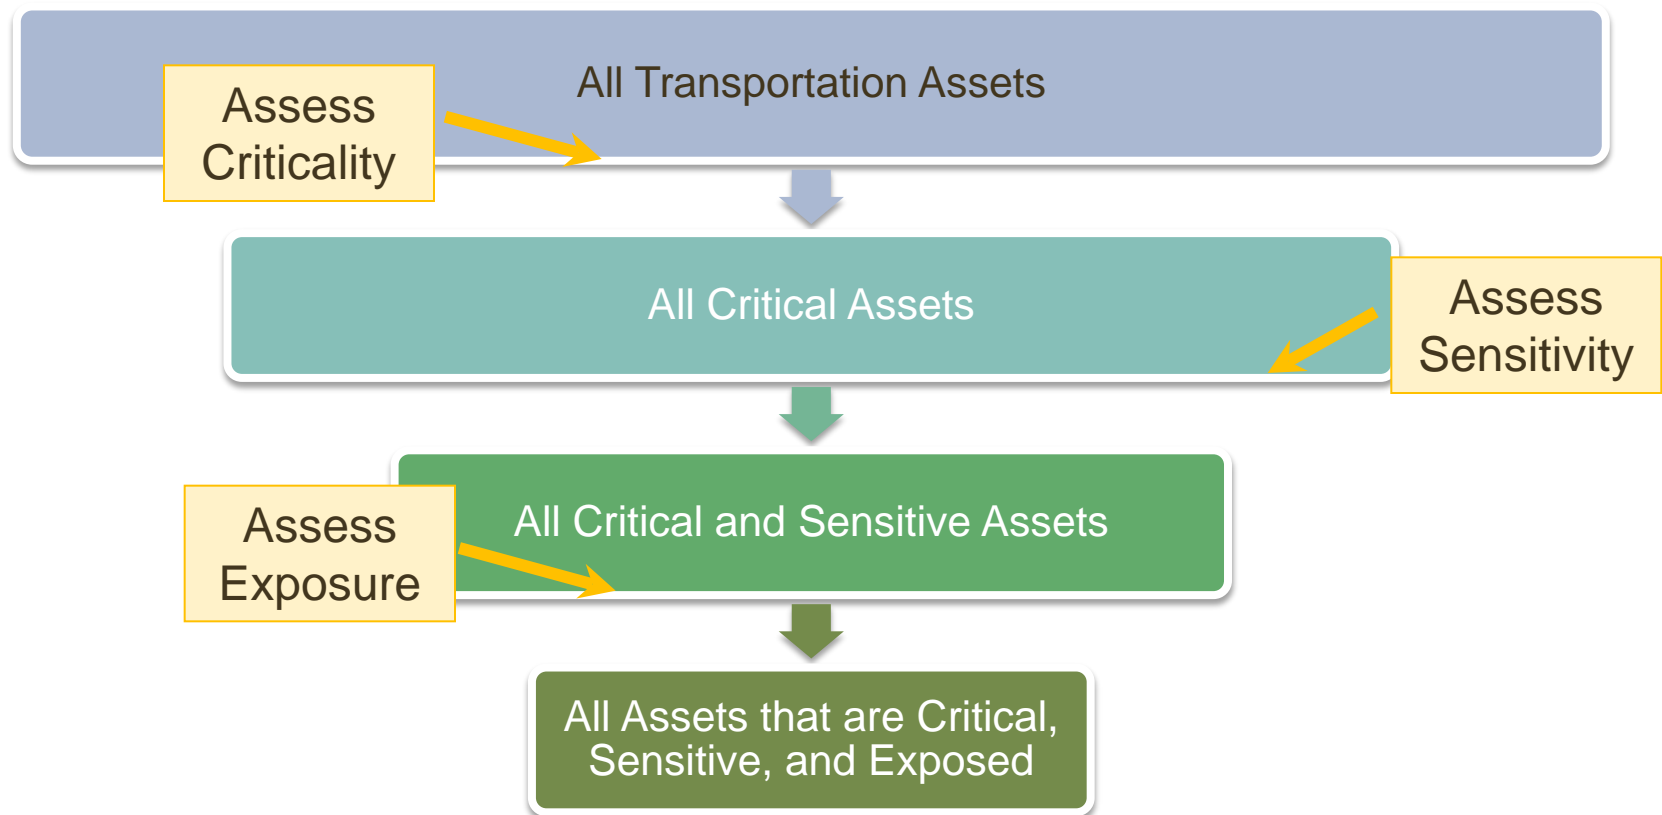 All Transportation Assets
Assess
Criticality
All Critical Assets
Assess
Sensitivity
All Critical and Sensitive Assets
Assess
Exposure
All Assets that are Critical,
Sensitive, and Exposed